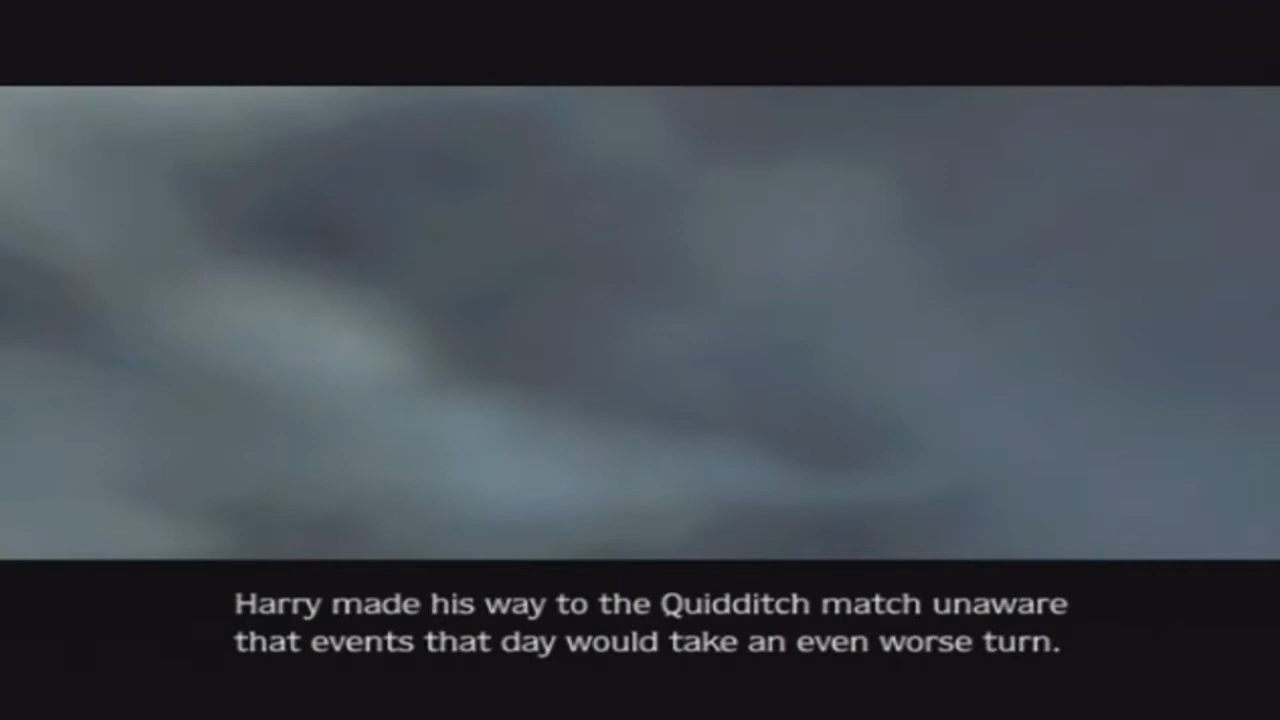 Harry made his way to the Quidditch match unaware
that events that day would take an even worse turn.